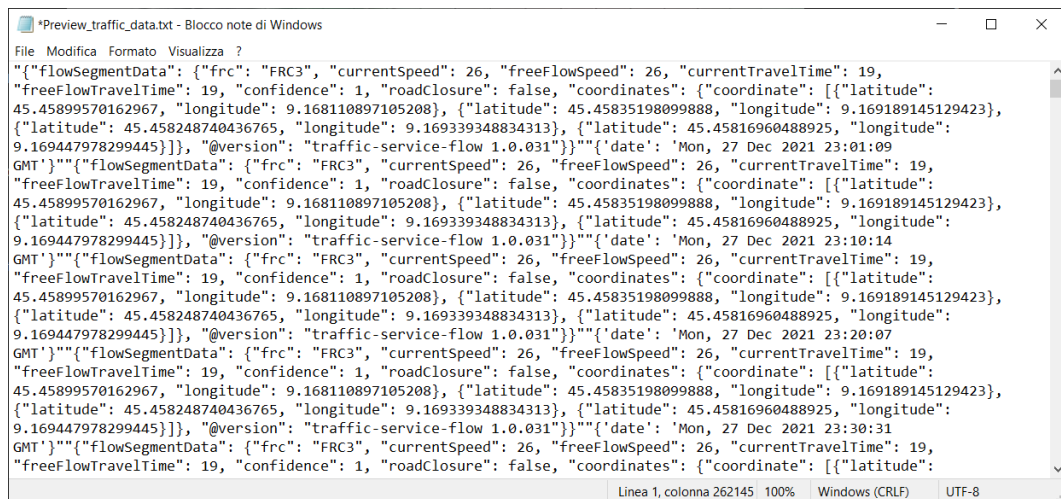 *Preview_traffic_data.txt - Blocco note di Windows
File Modifica Formato Visualizza ?
"{"flowSegmentData": {"frc": "FRC3", "currentSpeed": 26, "freeFlowSpeed": 26, "currentTravelTime": 19,
"freeFlowTravelTime": 19, "confidence": 1, "roadClosure": false, "coordinates": {"coordinate": [{"latitude":
45.45899570162967, "longitude": 9.168110897105208}, {"latitude": 45.45835198099888, "longitude": 9.169189145129423},
{"latitude": 45.458248740436765, "longitude": 9.169339348834313}, {"latitude": 45.45816960488925, "longitude":
9.169447978299445}]}, "@version": "traffic-service-flow 1.0.031"}}""{'date': 'Mon, 27 Dec 2021 23:01:09
GMT'}""{"flowSegmentData": {"frc": "FRC3", "currentSpeed": 26, "freeFlowSpeed": 26, "currentTravelTime": 19,
"freeFlowTravelTime": 19, "confidence": 1, "roadClosure": false, "coordinates": {"coordinate": [{"latitude":
45.45899570162967, "longitude": 9.168110897105208}, {"latitude": 45.45835198099888, "longitude": 9.169189145129423},
{"latitude": 45.458248740436765, "longitude": 9.169339348834313}, {"latitude": 45.45816960488925, "longitude":
9.169447978299445}]}, "@version": "traffic-service-flow 1.0.031"}}""{'date': 'Mon, 27 Dec 2021 23:10:14
GMT'}""{"flowSegmentData": {"frc": "FRC3", "currentSpeed": 26, "freeFlowSpeed": 26, "currentTravelTime": 19,
"freeFlowTravelTime": 19, "confidence": 1, "roadClosure": false, "coordinates": {"coordinate": [{"latitude":
45.45899570162967, "longitude": 9.168110897105208}, {"latitude": 45.45835198099888, "longitude": 9.169189145129423},
{"latitude": 45.458248740436765, "longitude": 9.169339348834313}, {"latitude": 45.45816960488925, "longitude":
9.169447978299445}]}, "@version": "traffic-service-flow 1.0.031"}}""{'date': 'Mon, 27 Dec 2021 23:20:07
GMT'}""{"flowSegmentData": {"frc": "FRC3", "currentSpeed": 26, "freeFlowSpeed": 26, "currentTravelTime": 19,
"freeFlowTravelTime": 19, "confidence": 1, "roadClosure": false, "coordinates": {"coordinate": [{"latitude":
45.45899570162967, "longitude": 9.168110897105208}, {"latitude": 45.45835198099888, "longitude": 9.169189145129423},
{"latitude": 45.458248740436765, "longitude": 9.169339348834313}, {"latitude": 45.45816960488925, "longitude":
9.169447978299445}]}, "@version": "traffic-service-flow 1.0.031"}}""{'date': 'Mon, 27 Dec 2021 23:30:31
GMT'}""{"flowSegmentData": {"frc": "FRC3", "currentSpeed": 26, "freeFlowSpeed": 26, "currentTravelTime": 19,
"freeFlowTravelTime": 19, "confidence": 1, "roadClosure": false, "coordinates": {"coordinate": [{"latitude":
Linea 1, colonna 262145 100% Windows (CRLF) UTF-8